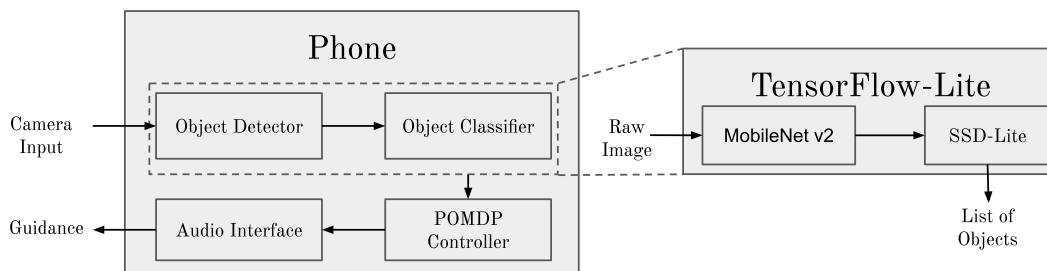 Phone
Camera
Input
Object Detector
Object Classifier
Guidance
Audio Interface
POMDP
Controller
TensorFlow-Lite
Raw
Image
MobileNet v2
SSD-Lite
List of
Objects